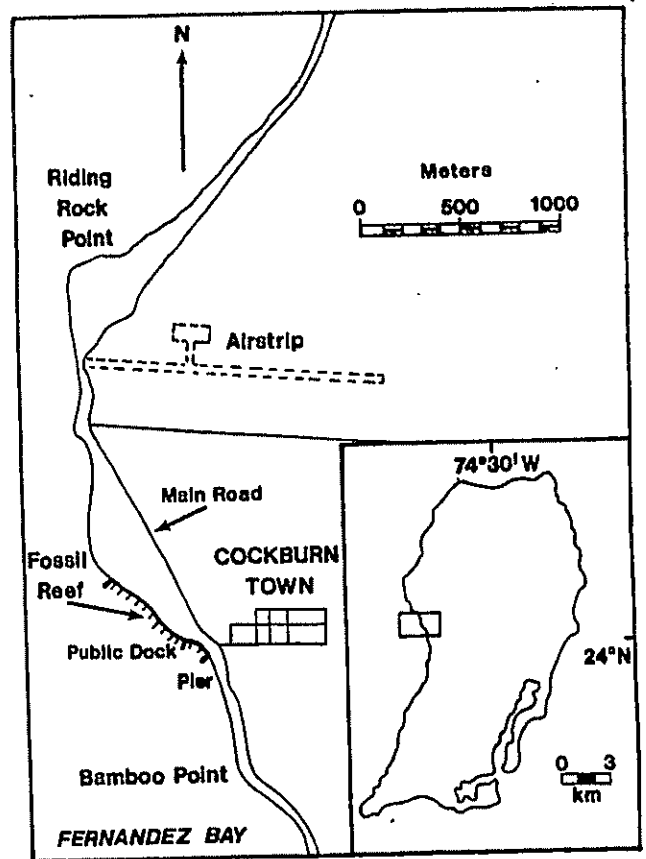 N
Riding
Rock
Point
Meters
0 500 1000
Airstrip
74°30' W
Main Road
Fossil
Reef
COCKBURN
TOWN
Public Dock
Pier
24°N
0 3
km
Bamboo Point
FERNANDEZ BAY